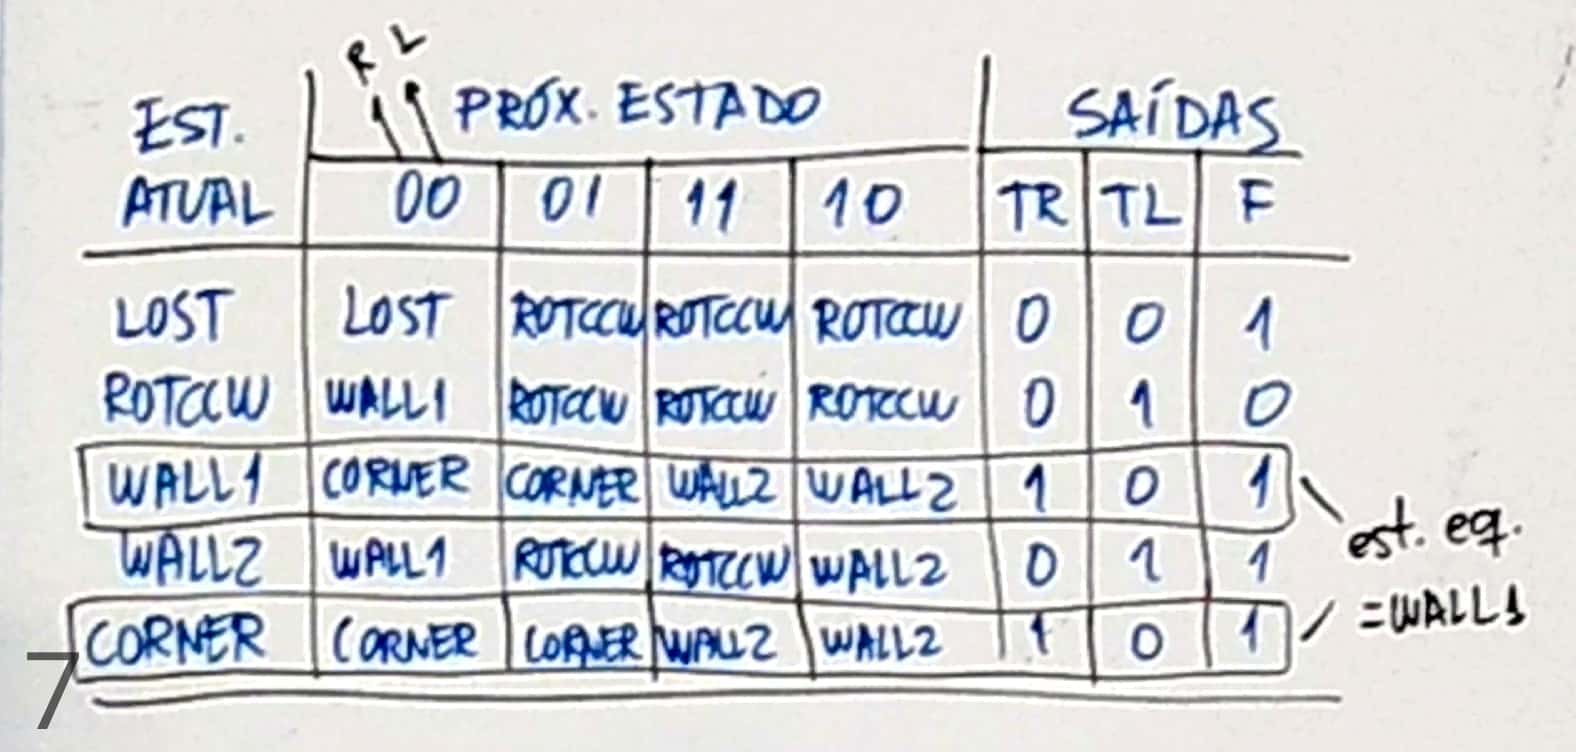 R L
EST. PRÓX. ESTADO SAÍDAS
ATUAL 00 01 11 10 TR TL F
LOST LOST ROTCCW ROTCCW ROTCCW 0 0 1
ROTCCW WALL1 ROTCCW ROTCCW ROTCCW 0 1 0
WALL1 CORNER CORNER WALL2 WALL2 1 0 1
est. eq.
WALL2 WALL1 ROTCCW ROTCCW WALL2 0 1 1
=WALL1
CORNER CORNER CORNER WALL2 WALL2 1 0 1
7